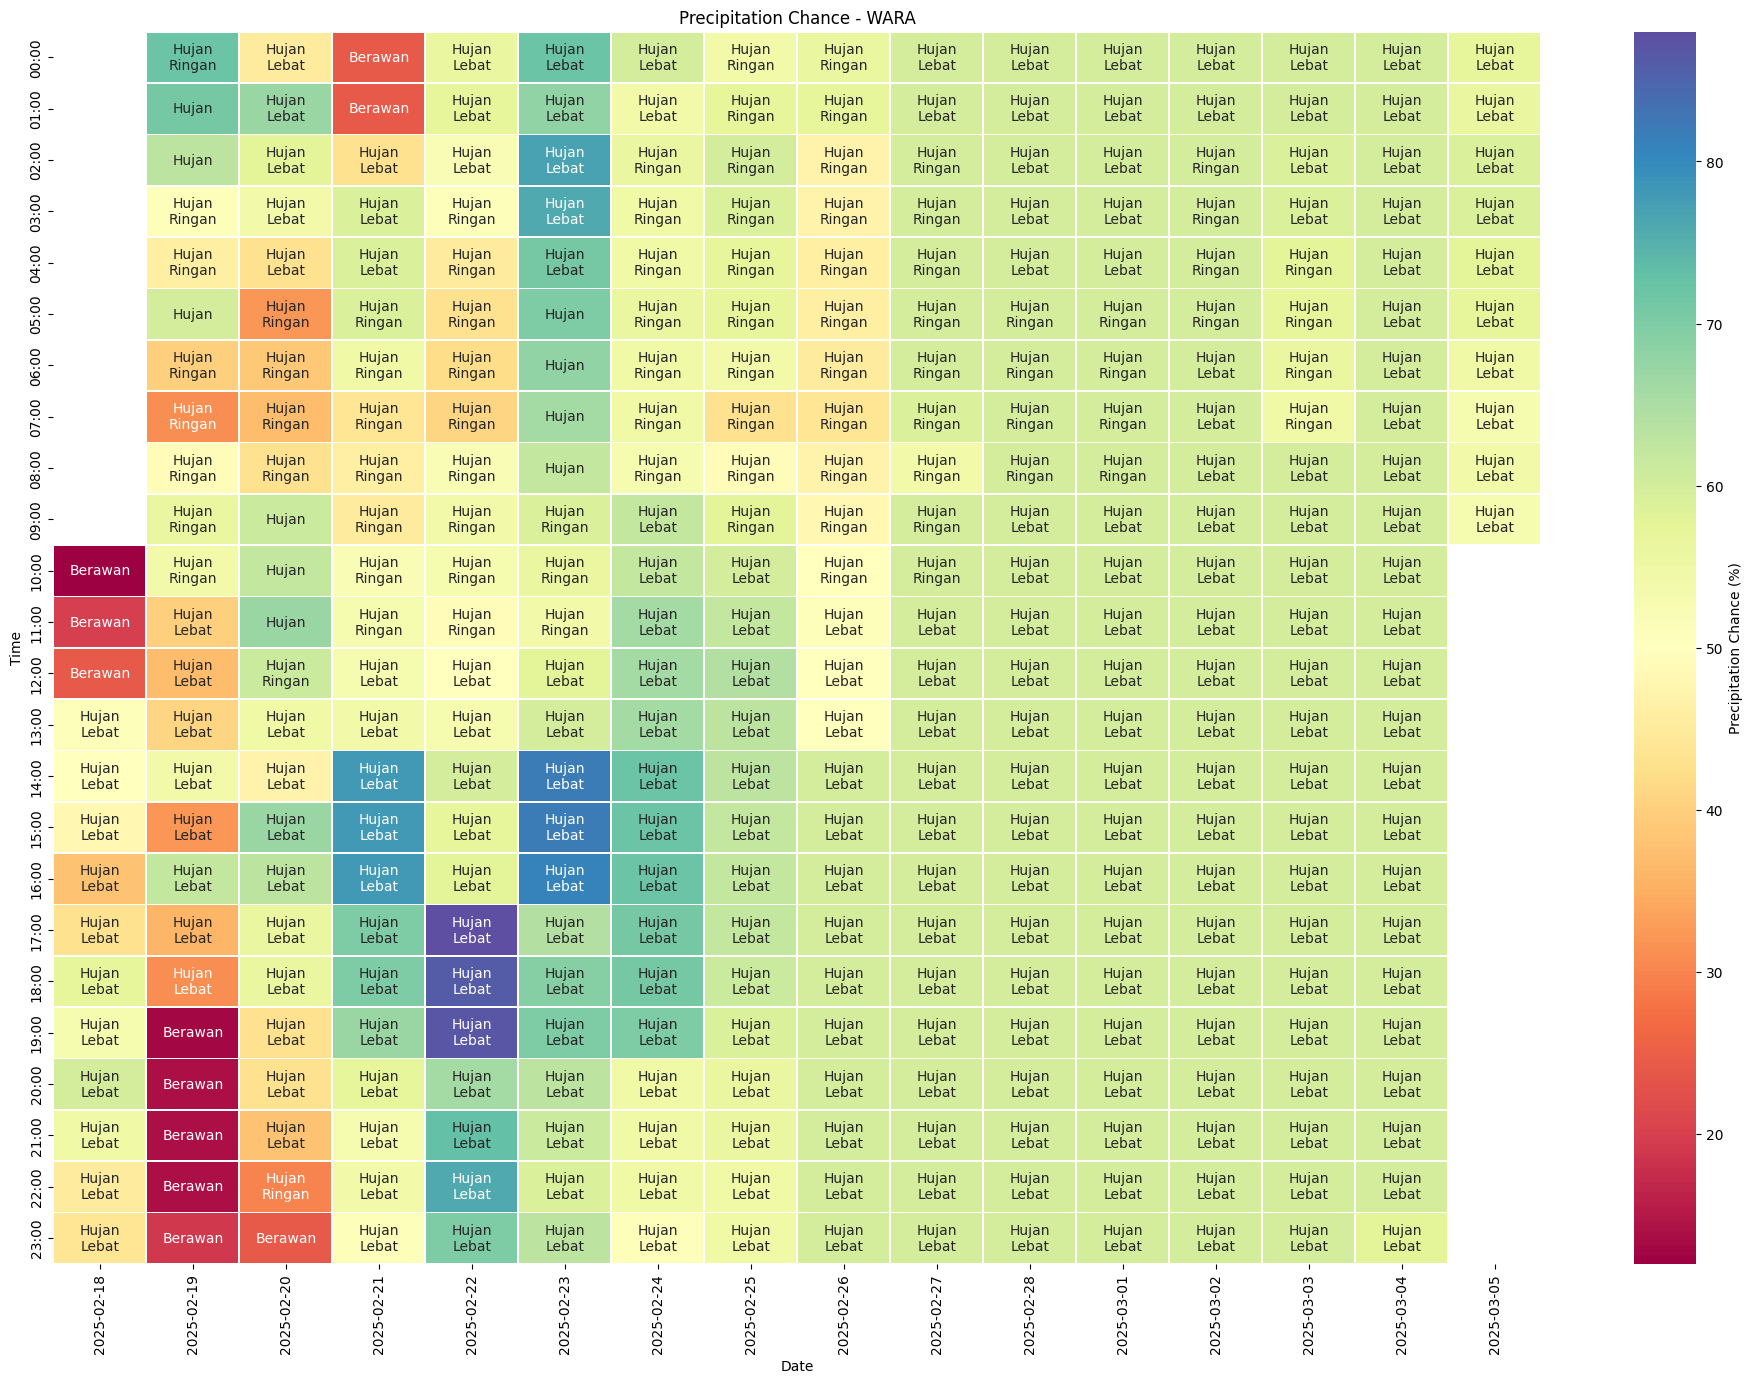 Precipitation Chance - WARA
00:00 Hujan Ringan Hujan Lebat Berawan Hujan Lebat Hujan Lebat Hujan Lebat Hujan Ringan Hujan Ringan Hujan Lebat Hujan Lebat Hujan Lebat Hujan Lebat Hujan Lebat Hujan Lebat Hujan Lebat
01:00 Hujan Hujan Lebat Berawan Hujan Lebat Hujan Lebat Hujan Lebat Hujan Ringan Hujan Ringan Hujan Lebat Hujan Lebat Hujan Lebat Hujan Lebat Hujan Lebat Hujan Lebat Hujan Lebat
02:00 Hujan Hujan Lebat Hujan Lebat Hujan Lebat Hujan Lebat Hujan Ringan Hujan Ringan Hujan Ringan Hujan Ringan Hujan Lebat Hujan Lebat Hujan Ringan Hujan Lebat Hujan Lebat Hujan Lebat
03:00 Hujan Ringan Hujan Lebat Hujan Lebat Hujan Ringan Hujan Lebat Hujan Ringan Hujan Ringan Hujan Ringan Hujan Ringan Hujan Lebat Hujan Lebat Hujan Ringan Hujan Lebat Hujan Lebat Hujan Lebat
04:00 Hujan Ringan Hujan Lebat Hujan Lebat Hujan Ringan Hujan Lebat Hujan Ringan Hujan Ringan Hujan Ringan Hujan Ringan Hujan Lebat Hujan Lebat Hujan Ringan Hujan Ringan Hujan Lebat Hujan Lebat
05:00 Hujan Hujan Ringan Hujan Ringan Hujan Ringan Hujan Hujan Ringan Hujan Ringan Hujan Ringan Hujan Ringan Hujan Ringan Hujan Ringan Hujan Ringan Hujan Ringan Hujan Lebat Hujan Lebat
06:00 Hujan Ringan Hujan Ringan Hujan Ringan Hujan Ringan Hujan Hujan Ringan Hujan Ringan Hujan Ringan Hujan Ringan Hujan Ringan Hujan Ringan Hujan Lebat Hujan Ringan Hujan Lebat Hujan Lebat
07:00 Hujan Ringan Hujan Ringan Hujan Ringan Hujan Ringan Hujan Hujan Ringan Hujan Ringan Hujan Ringan Hujan Ringan Hujan Ringan Hujan Ringan Hujan Lebat Hujan Ringan Hujan Lebat Hujan Lebat
08:00 Hujan Ringan Hujan Ringan Hujan Ringan Hujan Ringan Hujan Hujan Ringan Hujan Ringan Hujan Ringan Hujan Ringan Hujan Ringan Hujan Ringan Hujan Lebat Hujan Lebat Hujan Lebat Hujan Lebat
09:00 Hujan Ringan Hujan Hujan Ringan Hujan Ringan Hujan Ringan Hujan Lebat Hujan Ringan Hujan Ringan Hujan Ringan Hujan Lebat Hujan Lebat Hujan Lebat Hujan Lebat Hujan Lebat Hujan Lebat
10:00 Berawan Hujan Ringan Hujan Hujan Ringan Hujan Ringan Hujan Ringan Hujan Lebat Hujan Lebat Hujan Ringan Hujan Ringan Hujan Lebat Hujan Lebat Hujan Lebat Hujan Lebat Hujan Lebat
11:00 Berawan Hujan Lebat Hujan Hujan Ringan Hujan Ringan Hujan Ringan Hujan Lebat Hujan Lebat Hujan Lebat Hujan Lebat Hujan Lebat Hujan Lebat Hujan Lebat Hujan Lebat Hujan Lebat
12:00 Berawan Hujan Lebat Hujan Ringan Hujan Lebat Hujan Lebat Hujan Lebat Hujan Lebat Hujan Lebat Hujan Lebat Hujan Lebat Hujan Lebat Hujan Lebat Hujan Lebat Hujan Lebat Hujan Lebat
13:00 Hujan Lebat Hujan Lebat Hujan Lebat Hujan Lebat Hujan Lebat Hujan Lebat Hujan Lebat Hujan Lebat Hujan Lebat Hujan Lebat Hujan Lebat Hujan Lebat Hujan Lebat Hujan Lebat Hujan Lebat
14:00 Hujan Lebat Hujan Lebat Hujan Lebat Hujan Lebat Hujan Lebat Hujan Lebat Hujan Lebat Hujan Lebat Hujan Lebat Hujan Lebat Hujan Lebat Hujan Lebat Hujan Lebat Hujan Lebat Hujan Lebat
15:00 Hujan Lebat Hujan Lebat Hujan Lebat Hujan Lebat Hujan Lebat Hujan Lebat Hujan Lebat Hujan Lebat Hujan Lebat Hujan Lebat Hujan Lebat Hujan Lebat Hujan Lebat Hujan Lebat Hujan Lebat
16:00 Hujan Lebat Hujan Lebat Hujan Lebat Hujan Lebat Hujan Lebat Hujan Lebat Hujan Lebat Hujan Lebat Hujan Lebat Hujan Lebat Hujan Lebat Hujan Lebat Hujan Lebat Hujan Lebat Hujan Lebat
17:00 Hujan Lebat Hujan Lebat Hujan Lebat Hujan Lebat Hujan Lebat Hujan Lebat Hujan Lebat Hujan Lebat Hujan Lebat Hujan Lebat Hujan Lebat Hujan Lebat Hujan Lebat Hujan Lebat Hujan Lebat
18:00 Hujan Lebat Hujan Lebat Hujan Lebat Hujan Lebat Hujan Lebat Hujan Lebat Hujan Lebat Hujan Lebat Hujan Lebat Hujan Lebat Hujan Lebat Hujan Lebat Hujan Lebat Hujan Lebat Hujan Lebat
19:00 Hujan Lebat Berawan Hujan Lebat Hujan Lebat Hujan Lebat Hujan Lebat Hujan Lebat Hujan Lebat Hujan Lebat Hujan Lebat Hujan Lebat Hujan Lebat Hujan Lebat Hujan Lebat Hujan Lebat
20:00 Hujan Lebat Berawan Hujan Lebat Hujan Lebat Hujan Lebat Hujan Lebat Hujan Lebat Hujan Lebat Hujan Lebat Hujan Lebat Hujan Lebat Hujan Lebat Hujan Lebat Hujan Lebat Hujan Lebat
21:00 Hujan Lebat Berawan Hujan Lebat Hujan Lebat Hujan Lebat Hujan Lebat Hujan Lebat Hujan Lebat Hujan Lebat Hujan Lebat Hujan Lebat Hujan Lebat Hujan Lebat Hujan Lebat Hujan Lebat
22:00 Hujan Lebat Berawan Hujan Ringan Hujan Lebat Hujan Lebat Hujan Lebat Hujan Lebat Hujan Lebat Hujan Lebat Hujan Lebat Hujan Lebat Hujan Lebat Hujan Lebat Hujan Lebat Hujan Lebat
23:00 Hujan Lebat Berawan Berawan Hujan Lebat Hujan Lebat Hujan Lebat Hujan Lebat Hujan Lebat Hujan Lebat Hujan Lebat Hujan Lebat Hujan Lebat Hujan Lebat Hujan Lebat Hujan Lebat
Time
2025-02-18
2025-02-19
2025-02-20
2025-02-21
2025-02-22
2025-02-23
2025-02-24
2025-02-25
2025-02-26
2025-02-27
2025-02-28
2025-03-01
2025-03-02
2025-03-03
2025-03-04
2025-03-05
Date
80
70
60
50
40
30
20
Precipitation Chance (%)